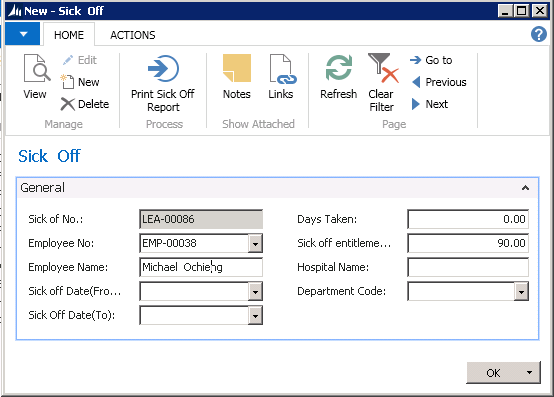 New - Sick Off
HOME ACTIONS
View
Edit
New
Delete
Manage
Print Sick Off
Report
Process
Notes
Links
Show Attached
Refresh
Clear
Filter
Go to
Previous
Next
Page
Sick Off
General
Sick of No.: LEA-00086
Employee No: EMP-00038
Employee Name: Michael Ochieng
Sick off Date(Fro...
Sick Off Date(To):
Days Taken: 0.00
Sick off entitleme... 90.00
Hospital Name:
Department Code:
OK